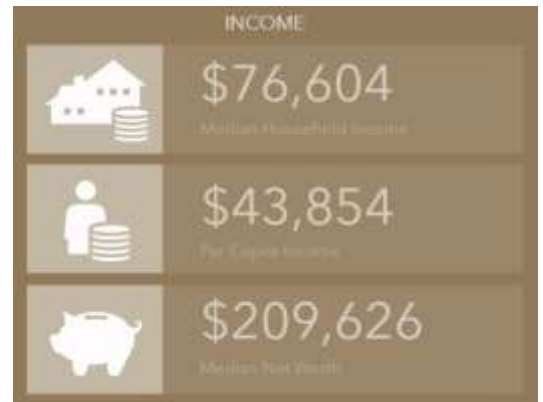 INCOME
$76,604
Median Household Income
$43,854
Per Capita Income
$209,626
Median Net Worth